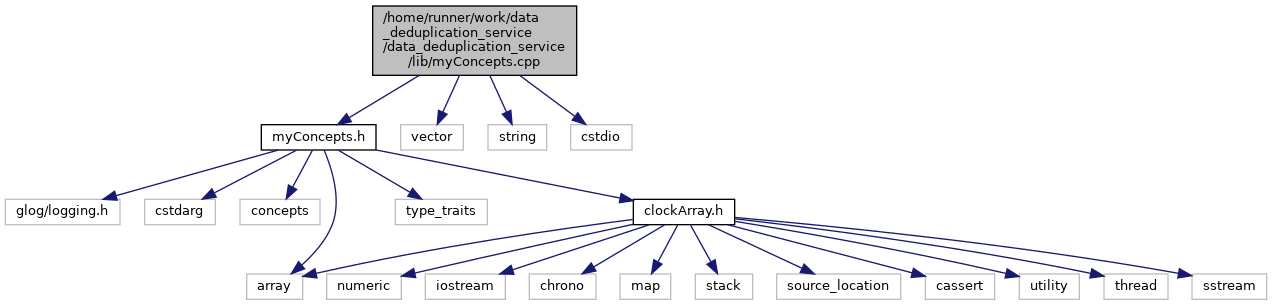 /home/runner/work/data
_deduplication_service
/data_deduplication_service
/lib/myConcepts.cpp
myConcepts.h
vector
string
cstdio
glog/logging.h
cstdarg
concepts
type_traits
clockArray.h
array
numeric
iostream
chrono
map
stack
source_location
cassert
utility
thread
sstream